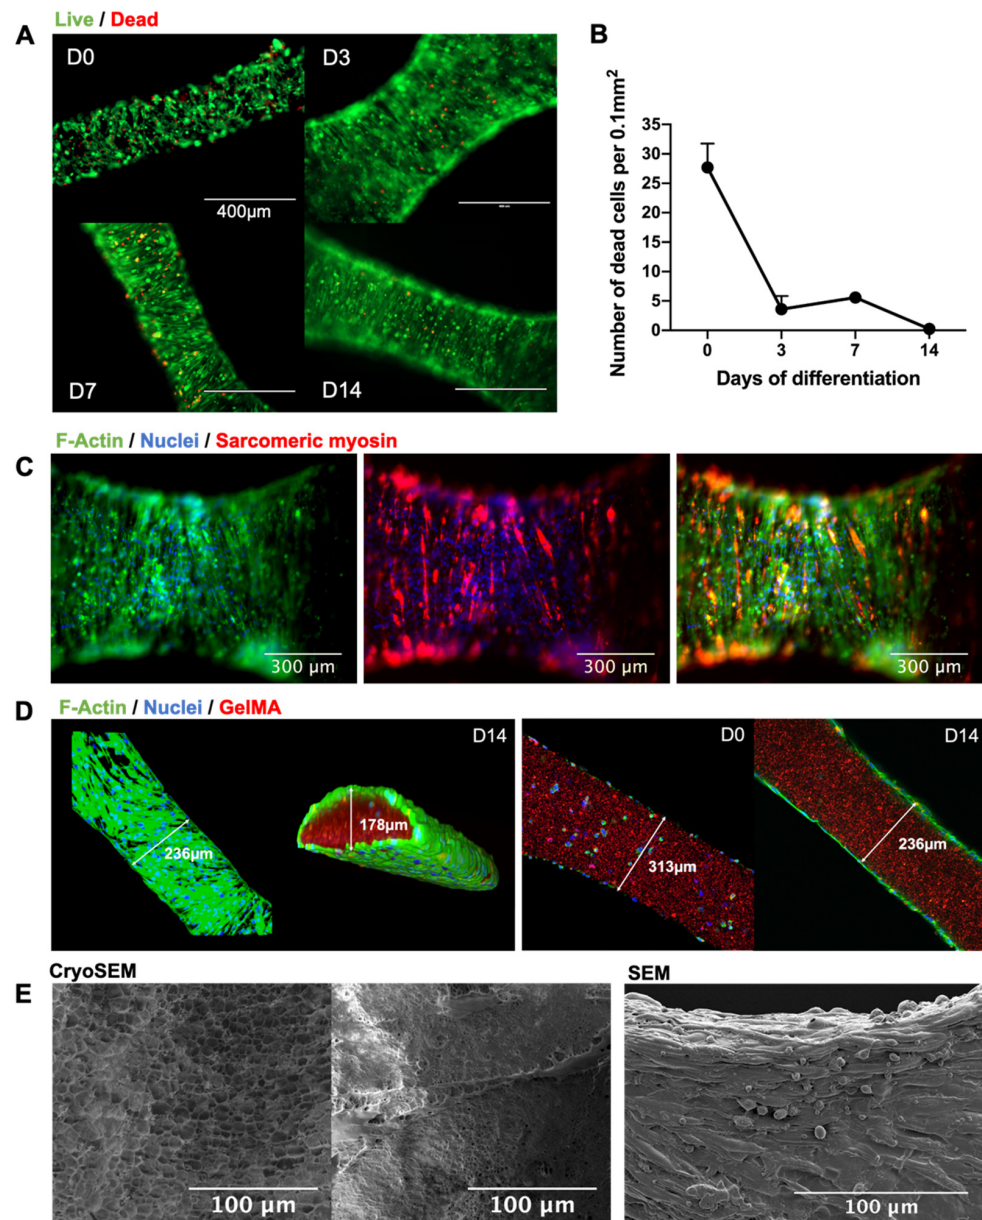 Live / Dead
A
D0
D3
400µm
D7
D14
B
Number of dead cells per 0.1mm²
35
30
25
20
15
10
5
0
0 3 7 14
Days of differentiation
F-Actin / Nuclei / Sarcomeric myosin
C
300 µm
300 µm
300 µm
F-Actin / Nuclei / GelMA
D
D14
236µm
178µm
D0
313µm
D14
236µm
CryoSEM
SEM
E
100 µm
100 µm
100 µm